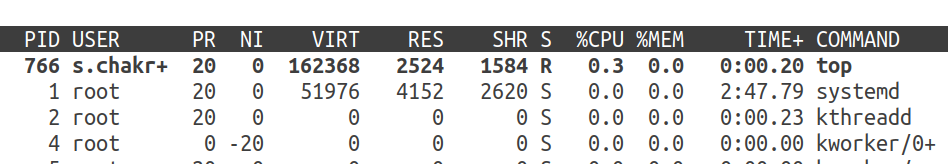 PID USER PR NI VIRT RES SHR S %CPU %MEM TIME+ COMMAND
766 s.chakr+ 20 0 162368 2524 1584 R 0.3 0.0 0:00.20 top
1 root 20 0 51976 4152 2620 S 0.0 0.0 2:47.79 systemd
2 root 20 0 0 0 0 S 0.0 0.0 0:00.23 kthreadd
4 root 0 -20 0 0 0 S 0.0 0.0 0:00.00 kworker/0+